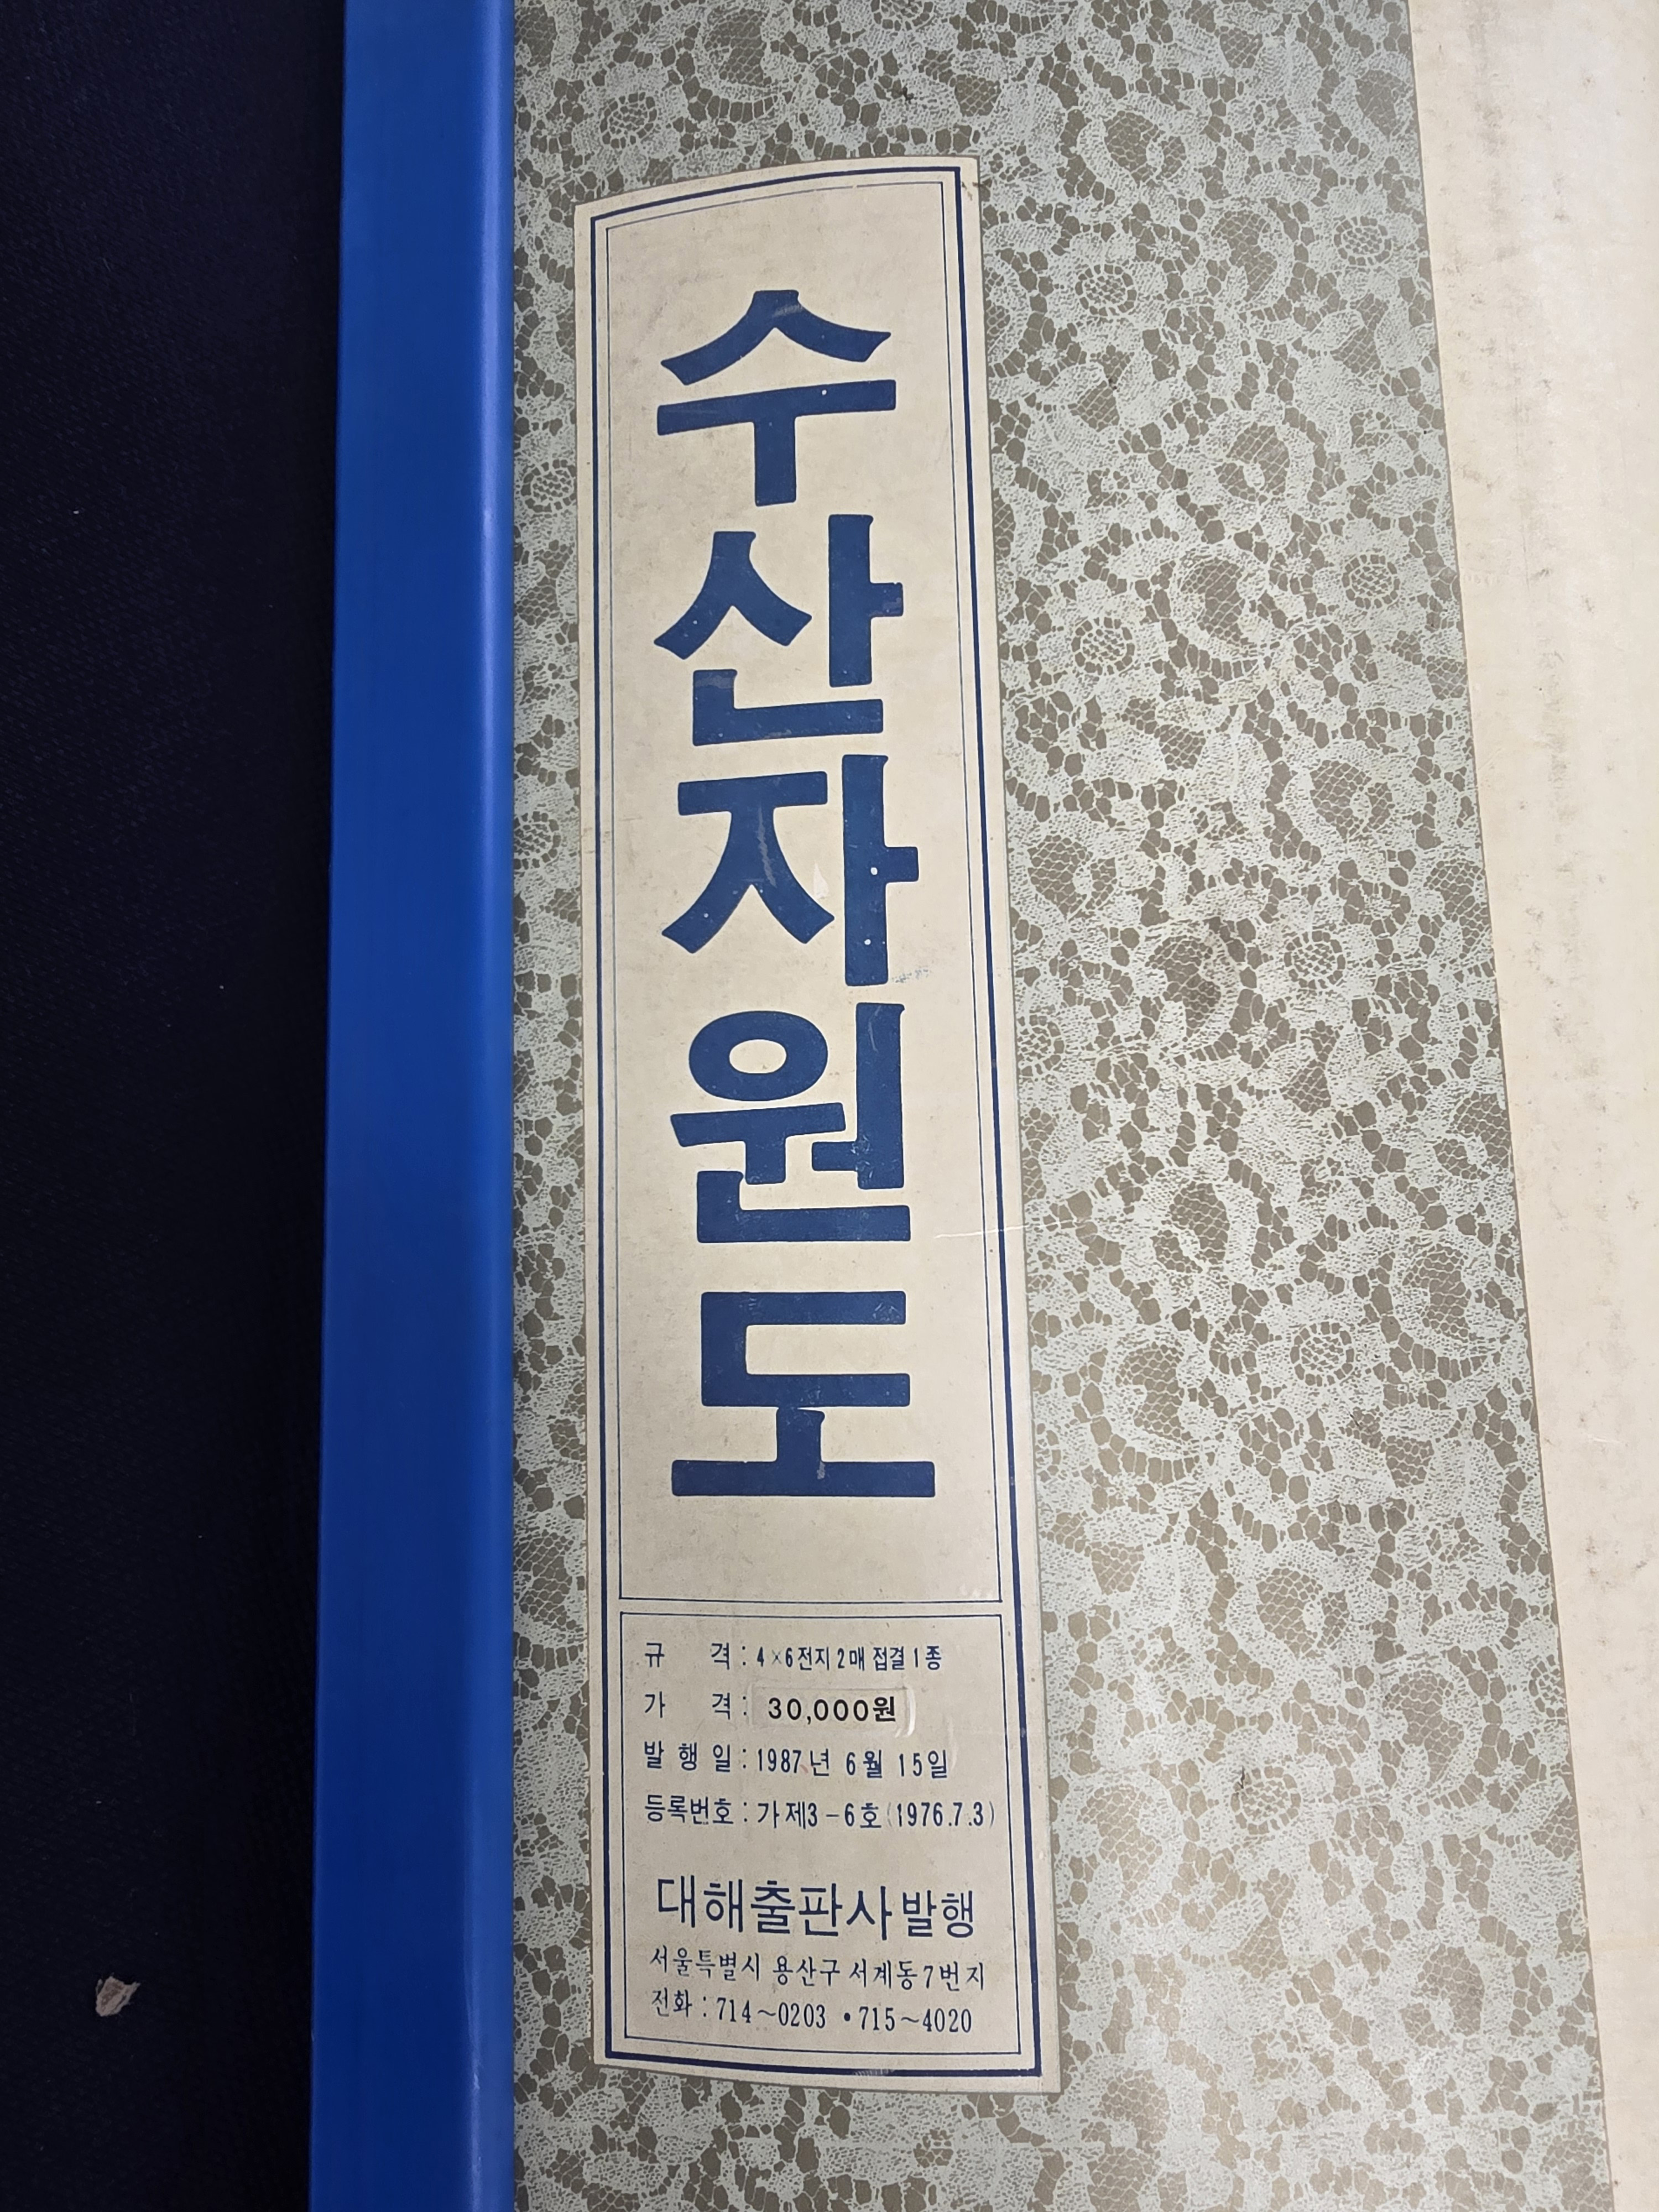 수산자원도
규 격 : 4×6전지 2매 접결 1종
가 격 : 30,000원
발 행 일 : 1987년 6월 15일
등록번호 : 가제3-6호(1976.7.3)
대해출판사 발행
서울특별시 용산구 서계동 7번지
전화 : 714~0203 •715~4020